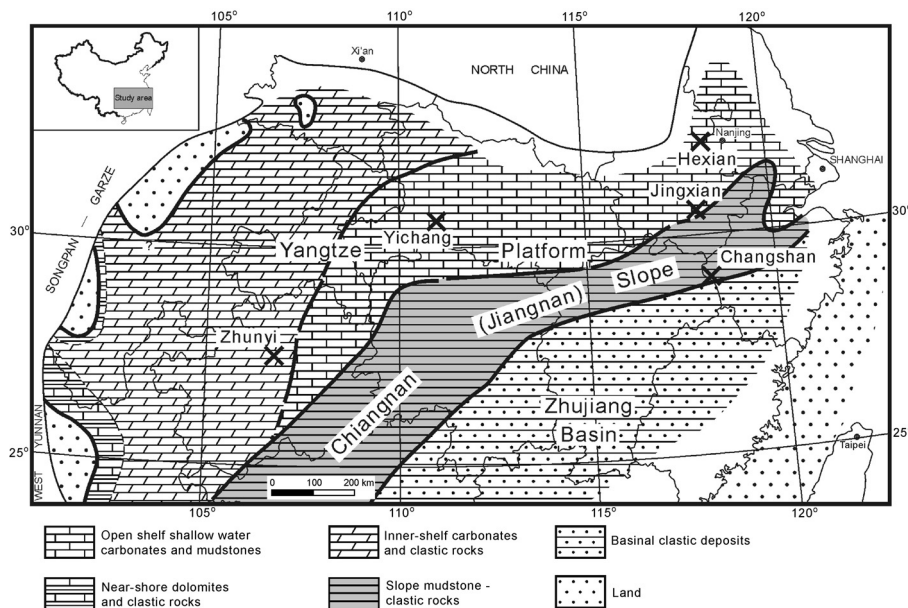 105°
110°
115°
120°
Xi'an
NORTH CHINA
Study area
Nanjing
Hexian
SHANGHAI
Jingxian
SONGPAN — GARZE
30°
?
30°
Yichang
Yangtze
Platform
Changshan
Slope
(Jiangnan)
Zhunyi
Chiangnan
Zhujiang
Basin
WEST YUNNAN
25°
25°
Taipei
0 100 200 km
105°
110°
115°
120°
Open shelf shallow water
carbonates and mudstones
Inner-shelf carbonates
and clastic rocks
Basinal clastic deposits
Near-shore dolomites
and clastic rocks
Slope mudstone -
clastic rocks
Land